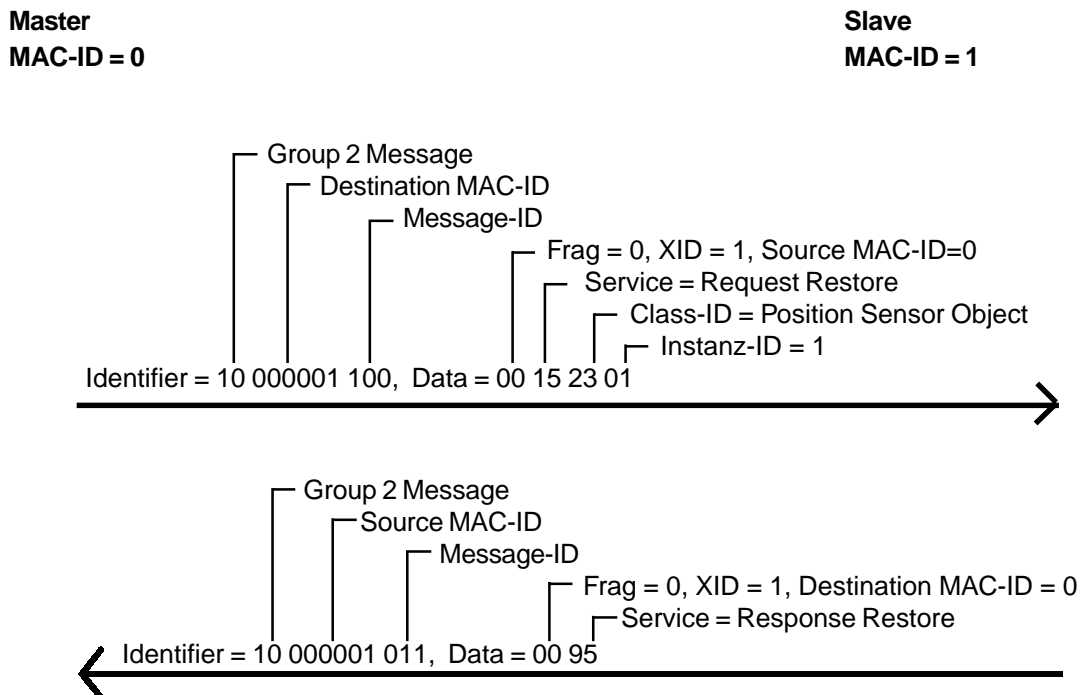 Master Slave
MAC-ID = 0 MAC-ID = 1
Group 2 Message
Destination MAC-ID
Message-ID
Frag = 0, XID = 1, Source MAC-ID=0
Service = Request Restore
Class-ID = Position Sensor Object
Instanz-ID = 1
Identifier = 10 000001 100, Data = 00 15 23 01
Group 2 Message
Source MAC-ID
Message-ID
Frag = 0, XID = 1, Destination MAC-ID = 0
Service = Response Restore
Identifier = 10 000001 011, Data = 00 95